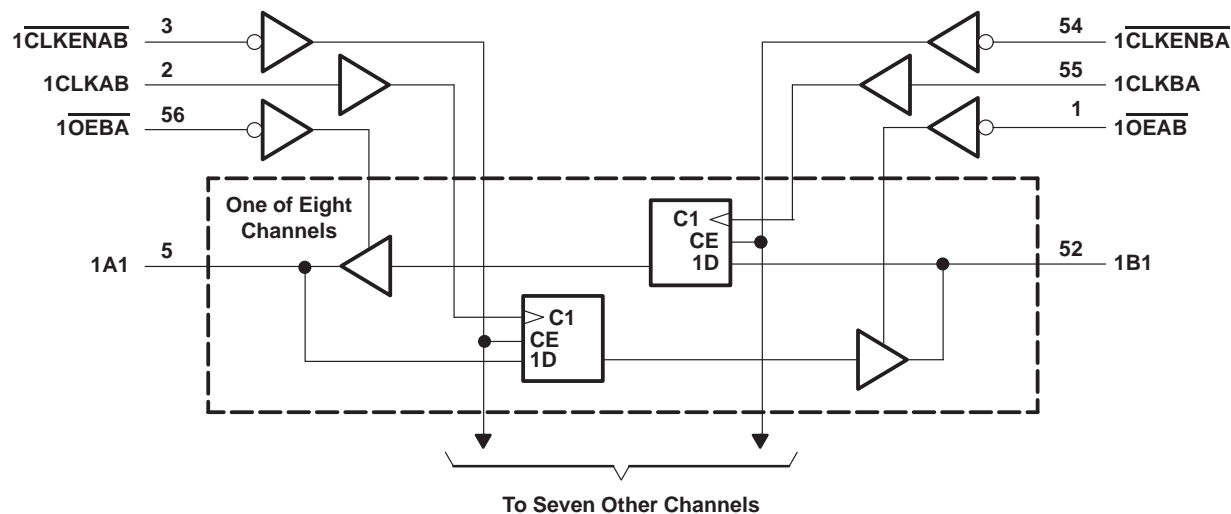 3
1CLKENAB
2
1CLKAB
56
1OEBA
54
1CLKENBA
55
1CLKBA
1
1OEAB
One of Eight
Channels
5
1A1
C1
CE
1D
52
1B1
C1
CE
1D
To Seven Other Channels